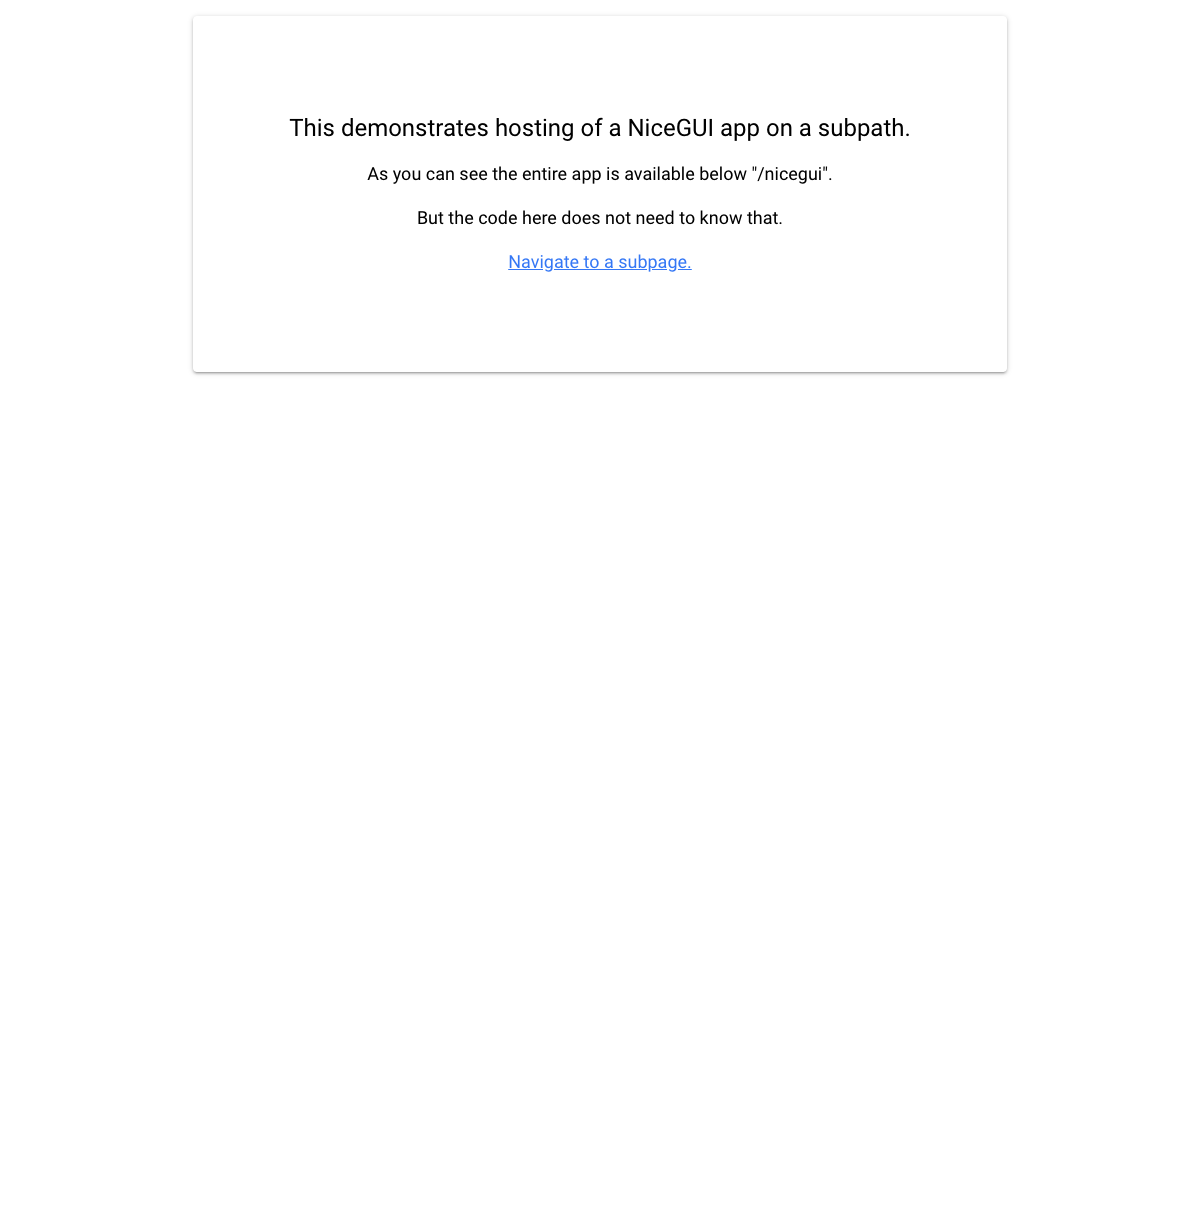 This demonstrates hosting of a NiceGUI app on a subpath.
As you can see the entire app is available below "/nicegui".
But the code here does not need to know that.
Navigate to a subpage.